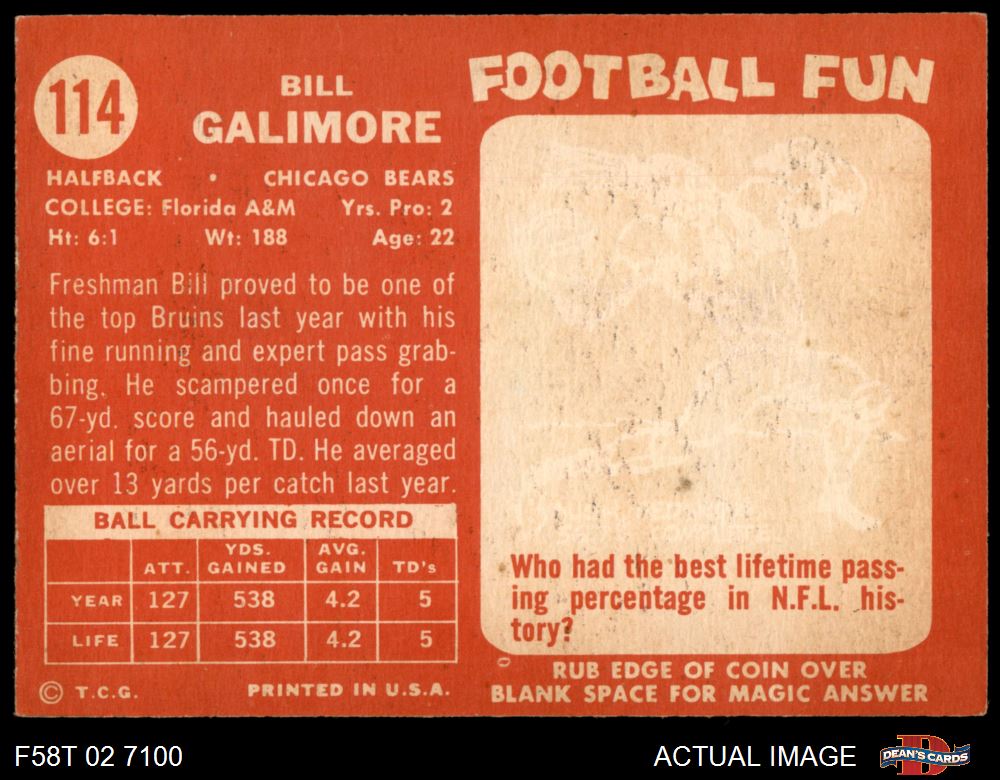 114
BILL
GALIMORE
HALFBACK • CHICAGO BEARS
COLLEGE: Florida A&M Yrs. Pro: 2
Ht: 6:1 Wt: 188 Age: 22
Freshman Bill proved to be one of
the top Bruins last year with his
fine running and expert pass grab-
bing. He scampered once for a
67-yd. score and hauled down an
aerial for a 56-yd. TD. He averaged
over 13 yards per catch last year.
BALL CARRYING RECORD
ATT. YDS. GAINED AVG. GAIN TD's
YEAR 127 538 4.2 5
LIFE 127 538 4.2 5
© T.C.G. PRINTED IN U.S.A.
FOOTBALL FUN
Who had the best lifetime pass-
ing percentage in N.F.L. his-
tory?
RUB EDGE OF COIN OVER
BLANK SPACE FOR MAGIC ANSWER
F58T 02 7100
ACTUAL IMAGE
DEAN'S CARDS